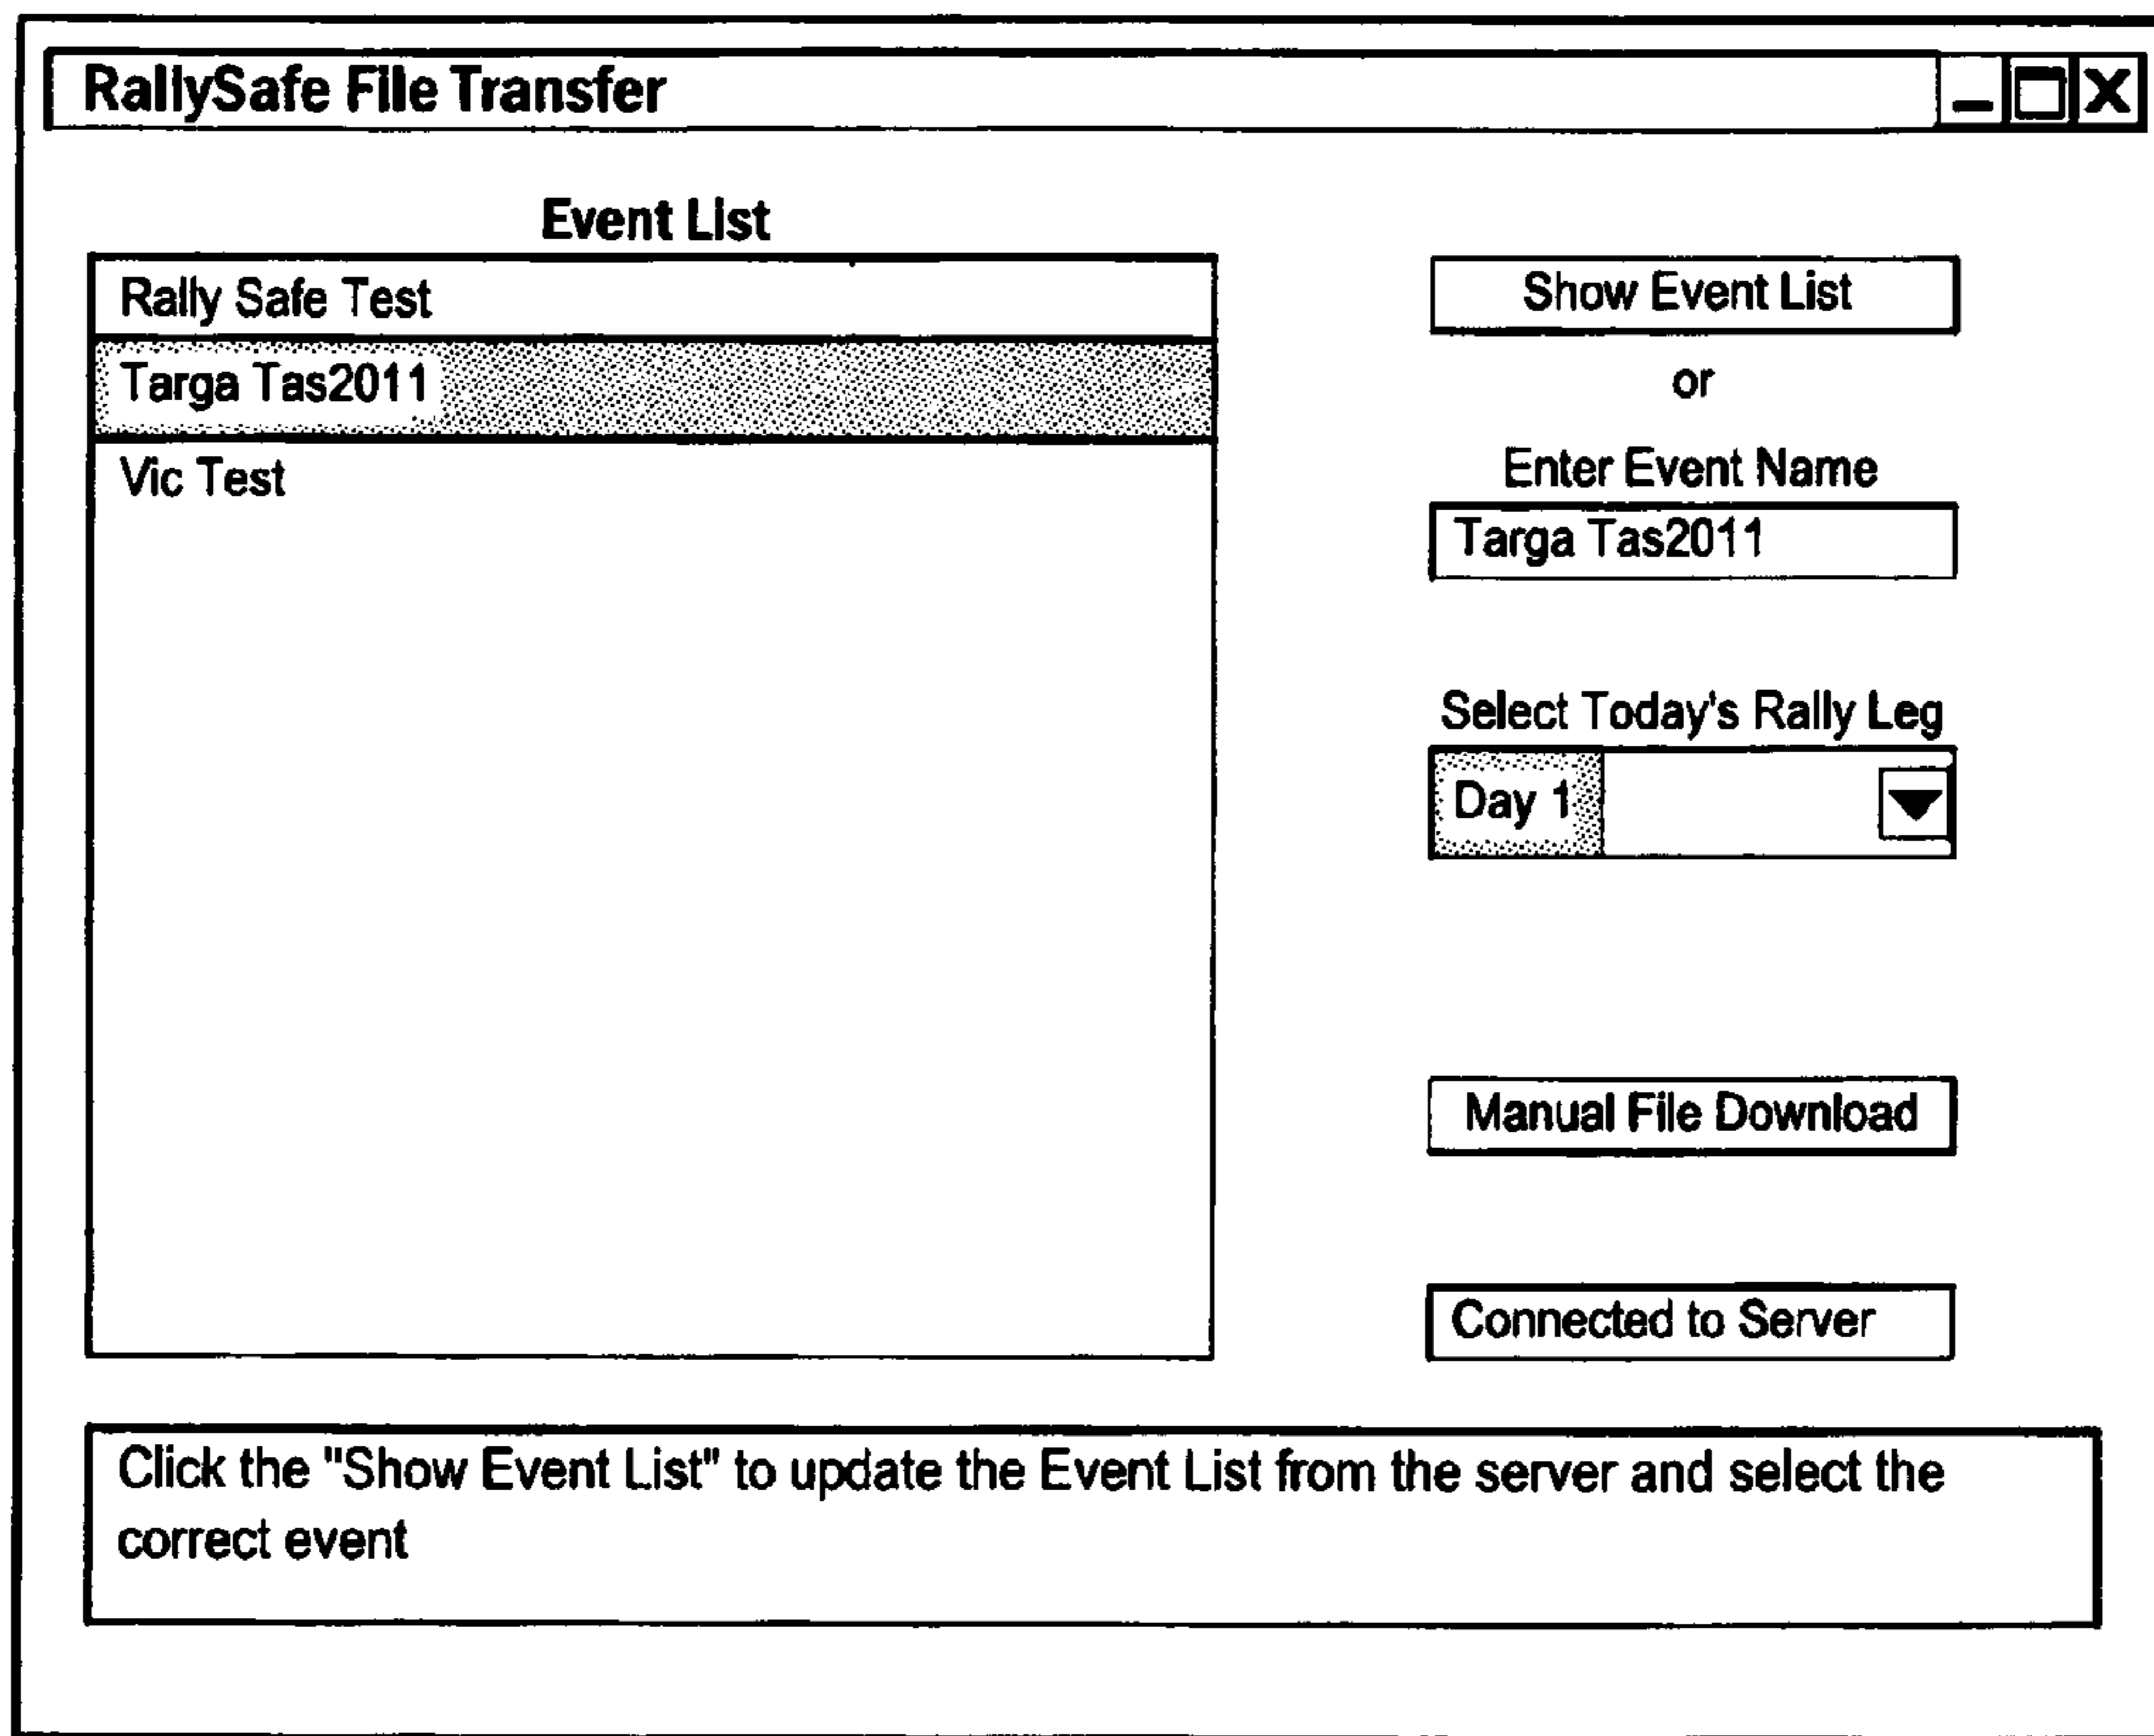 RallySafe File Transfer
Event List
Rally Safe Test
Targa Tas2011
Vic Test
Show Event List
or
Enter Event Name
Targa Tas2011
Select Today's Rally Leg
Day 1
Manual File Download
Connected to Server
Click the "Show Event List" to update the Event List from the server and select the
correct event